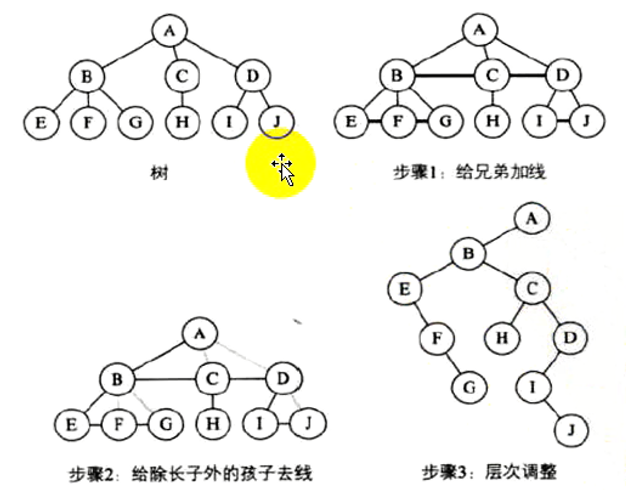 A
B C D
E F G H I J
树
A
B C D
E F G H I J
步骤1：给兄弟加线
A
B C D
E F G H I J
步骤2：给除长子外的孩子去线
A
B
E C
F H D
G I
J
步骤3：层次调整